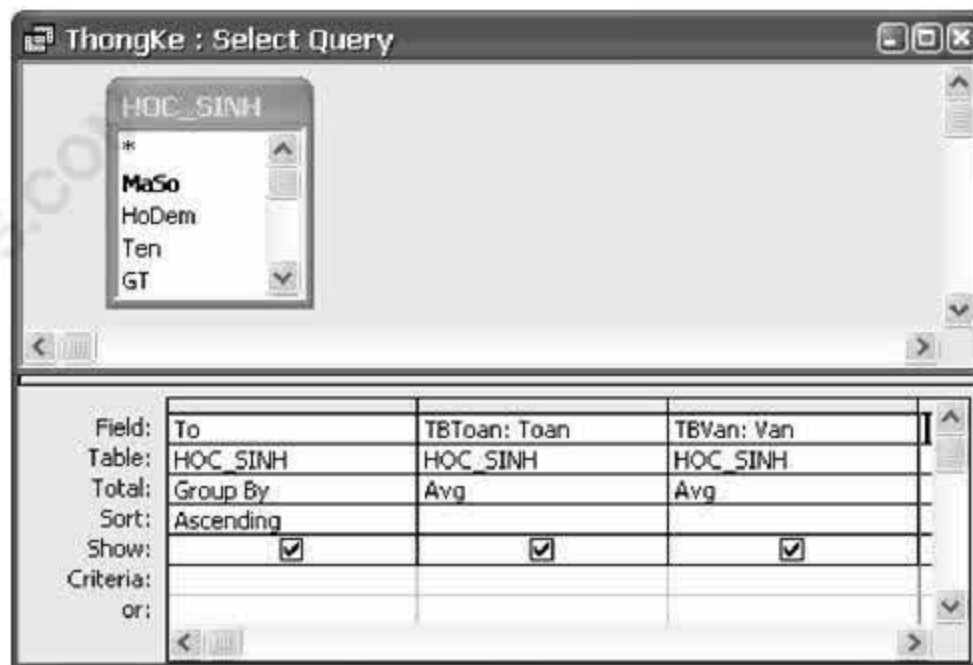 ThongKe : Select Query
HOC_SINH
*
MaSo
HoDem
Ten
GT
Field: To TBToan: Toan TBVan: Van
Table: HOC_SINH HOC_SINH HOC_SINH
Total: Group By Avg Avg
Sort: Ascending
Show:
Criteria:
or: